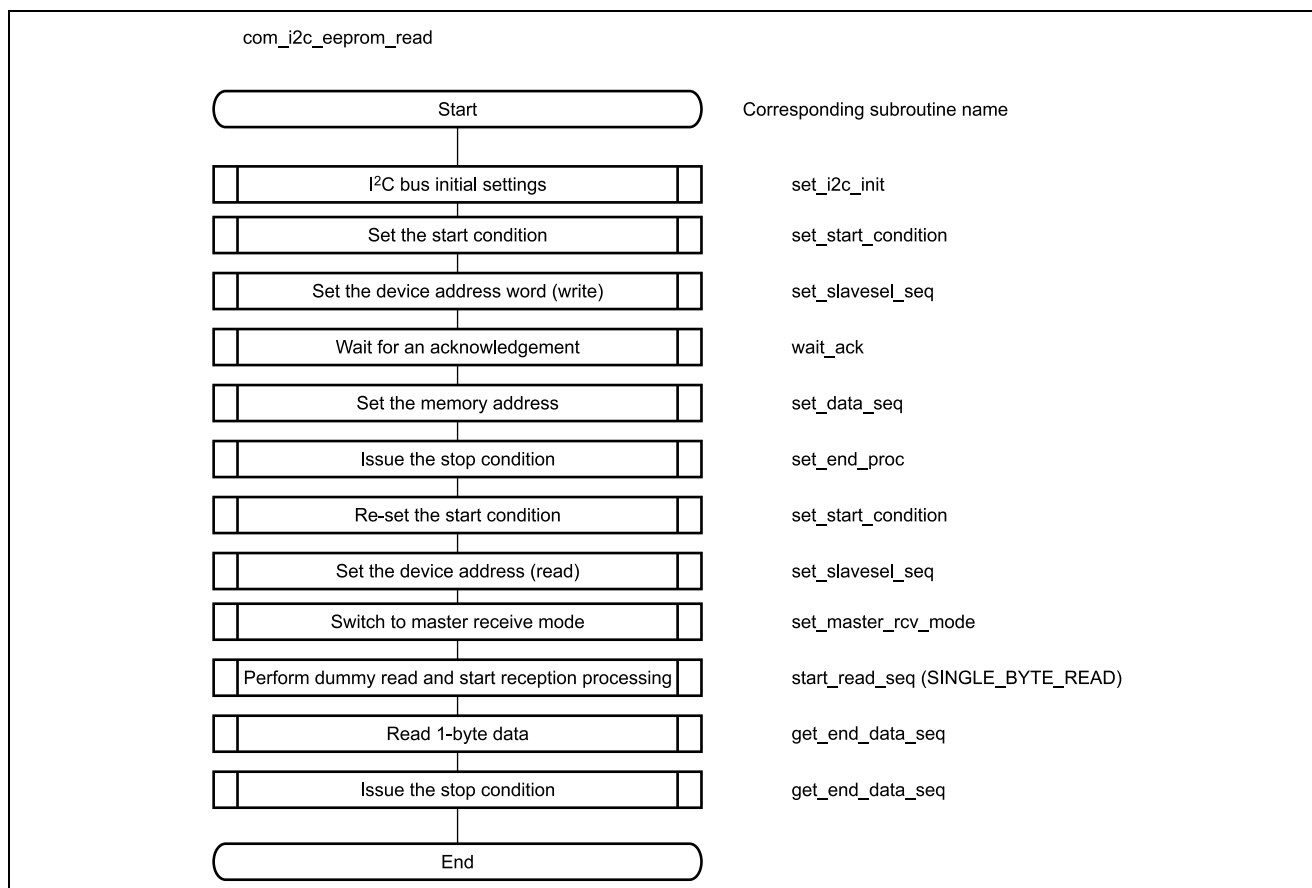 com_i2c_eeprom_read
Start Corresponding subroutine name
I²C bus initial settings set_i2c_init
Set the start condition set_start_condition
Set the device address word (write) set_slavesel_seq
Wait for an acknowledgement wait_ack
Set the memory address set_data_seq
Issue the stop condition set_end_proc
Re-set the start condition set_start_condition
Set the device address (read) set_slavesel_seq
Switch to master receive mode set_master_rcv_mode
Perform dummy read and start reception processing start_read_seq (SINGLE_BYTE_READ)
Read 1-byte data get_end_data_seq
Issue the stop condition get_end_data_seq
End